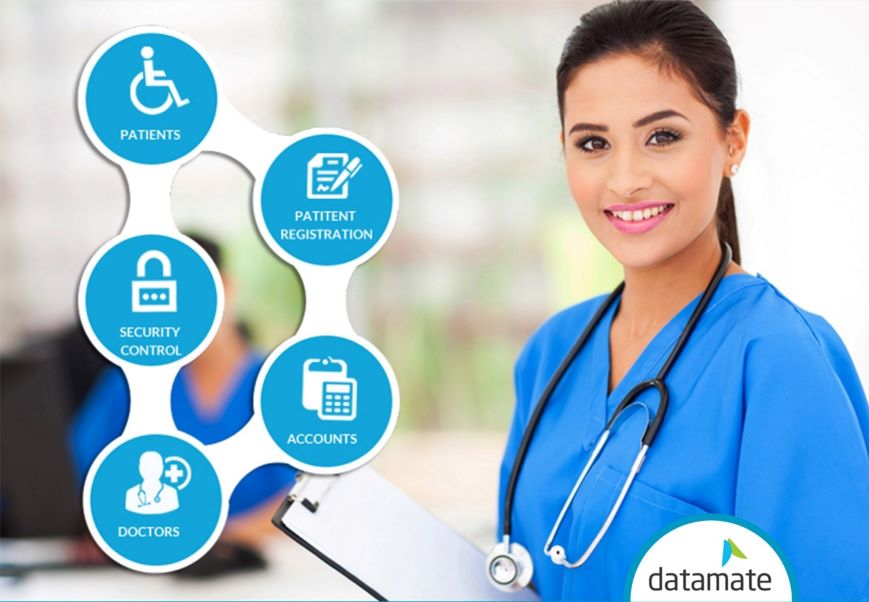 PATIENTS
PATITENT
REGISTRATION
SECURITY
CONTROL
ACCOUNTS
DOCTORS
datamate